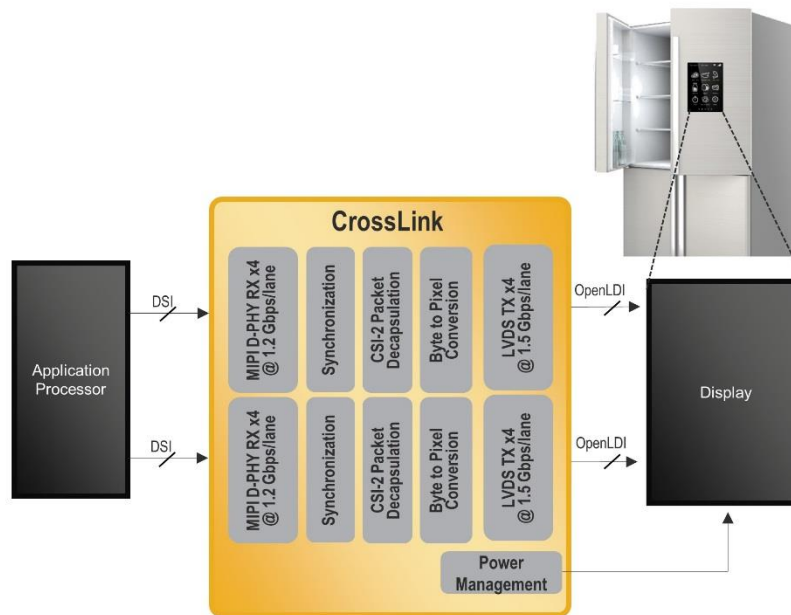 CrossLink
Application
Processor
DSI
DSI
MIPI D-PHY RX x4
@ 1.2 Gbps/lane
Synchronization
CSI-2 Packet
Decapsulation
Byte to Pixel
Conversion
LVDS TX x4
@ 1.5 Gbps/lane
OpenLDI
MIPI D-PHY RX x4
@ 1.2 Gbps/lane
Synchronization
CSI-2 Packet
Decapsulation
Byte to Pixel
Conversion
LVDS TX x4
@ 1.5 Gbps/lane
OpenLDI
Display
Power
Management